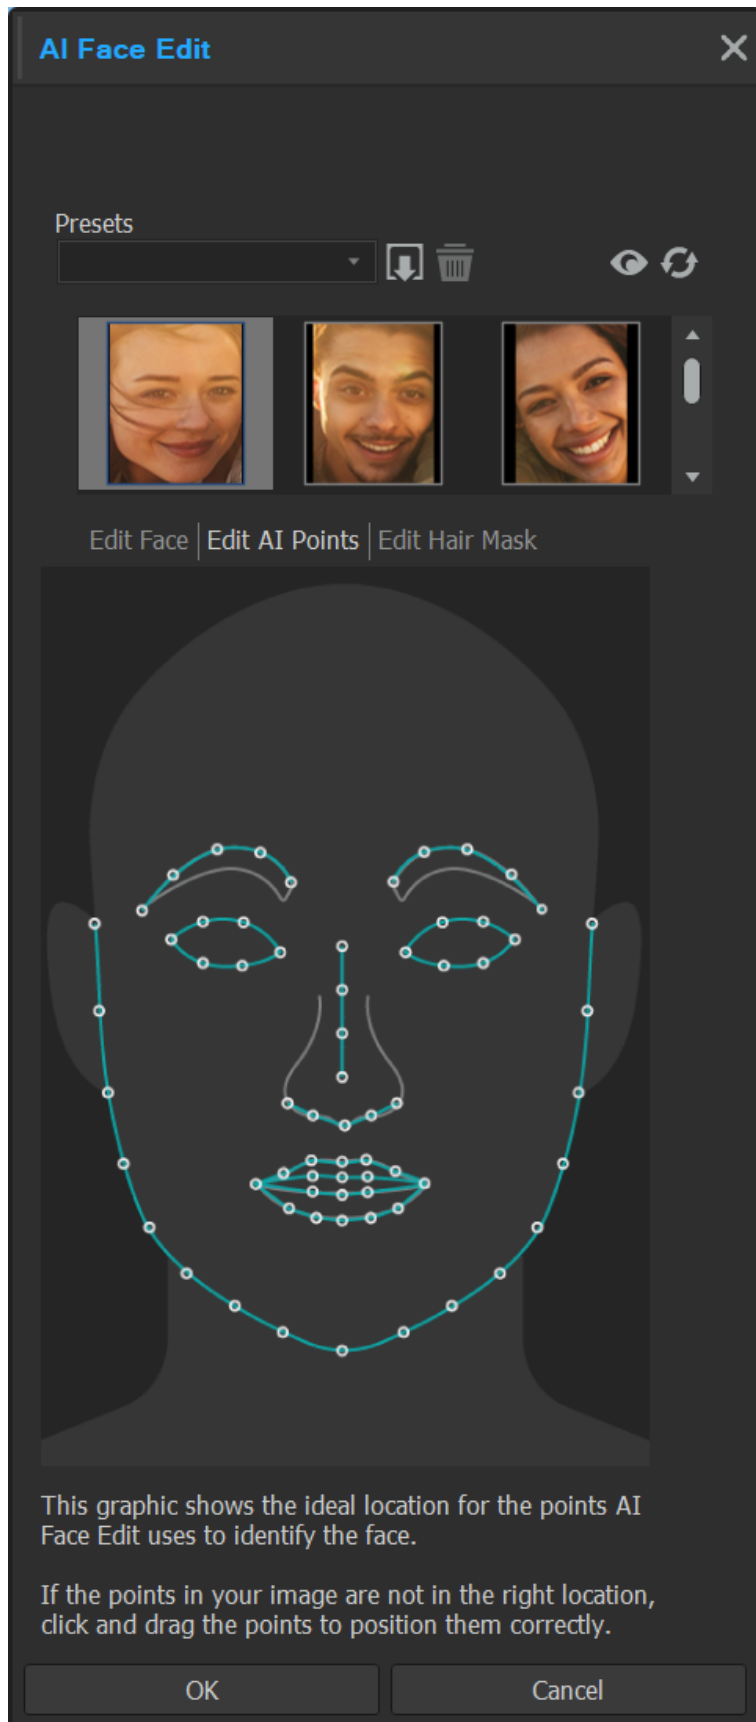 AI Face Edit
Presets
Edit Face Edit AI Points Edit Hair Mask
This graphic shows the ideal location for the points AI
Face Edit uses to identify the face.
If the points in your image are not in the right location,
click and drag the points to position them correctly.
OK Cancel